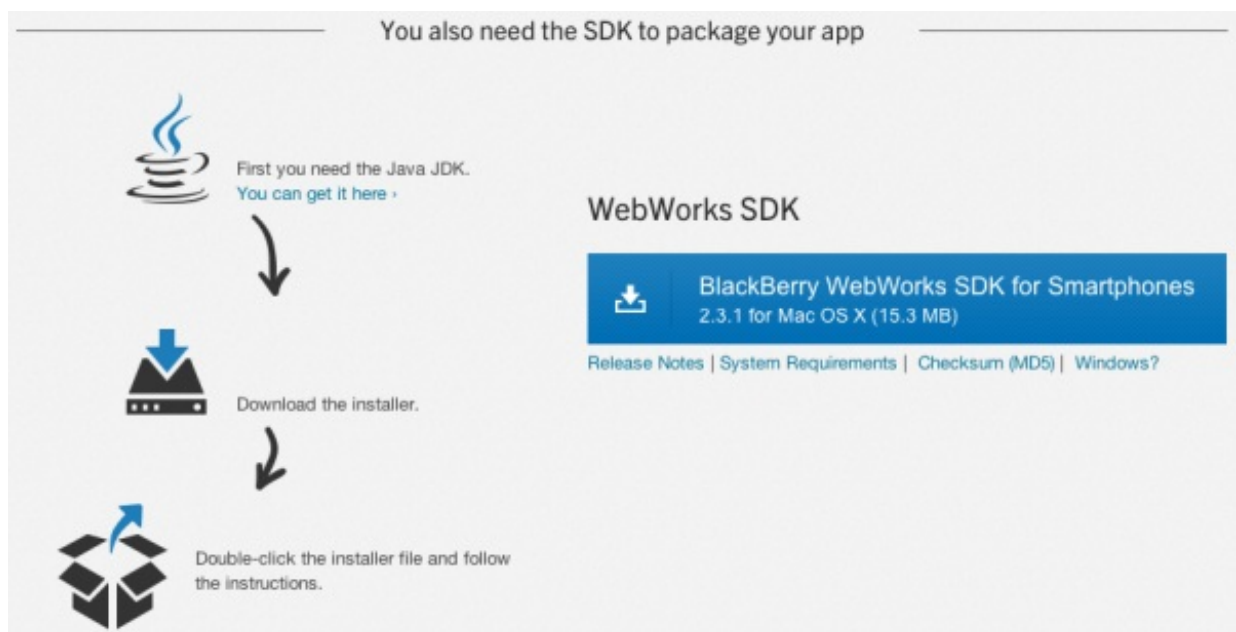 You also need the SDK to package your app
First you need the Java JDK.
You can get it here ›
Download the installer.
Double-click the installer file and follow
the instructions.
WebWorks SDK
BlackBerry WebWorks SDK for Smartphones
2.3.1 for Mac OS X (15.3 MB)
Release Notes | System Requirements | Checksum (MD5) | Windows?